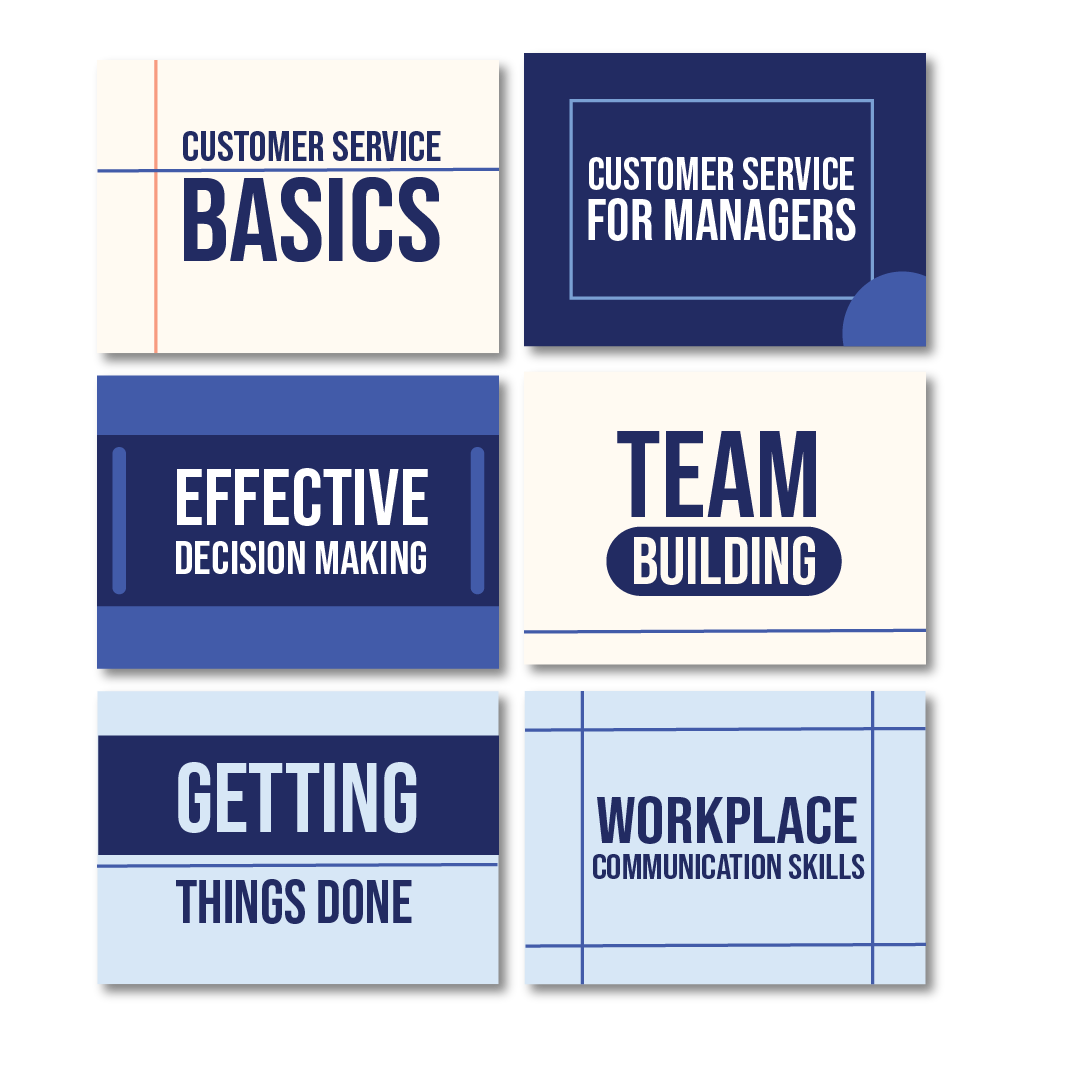 CUSTOMER SERVICE
BASICS
CUSTOMER SERVICE
FOR MANAGERS
EFFECTIVE
DECISION MAKING
TEAM
BUILDING
GETTING
THINGS DONE
WORKPLACE
COMMUNICATION SKILLS